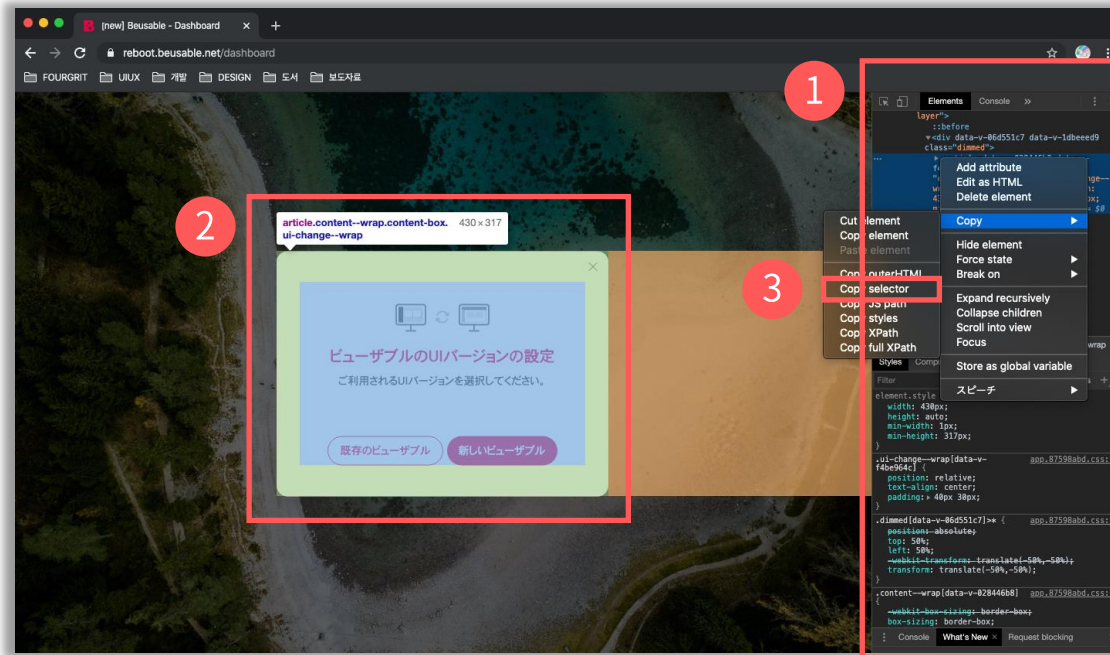 [new] Beusable - Dashboard
reboot.beusable.net/dashboard
FOURGRIT UIUX 개발 DESIGN 도서 보도자료
1
2
3
article.content--wrap.content-box. 430×317
ui-change--wrap
ビューザブルのUIバージョンの設定
ご利用されるUIバージョンを選択してください。
既存のビューザブル 新しいビューザブル
Elements Console »
layer">
::before
▼<div data-v-06d551c7 data-v-1dbeeed9
class="dimmed">
Add attribute
Edit as HTML
Delete element
Copy
Hide element
Force state
Break on
Expand recursively
Collapse children
Scroll into view
Focus
Store as global variable
スピーチ
Cut element
Copy element
Paste element
Copy outerHTML
Copy selector
Copy JS path
Copy styles
Copy XPath
Copy full XPath
wrap
Styles
Filter
element.style
width: 430px;
height: auto;
min-width: 1px;
min-height: 317px;
}
.ui-change--wrap[data-v- app.87598abd.css:
f4be964c] {
position: relative;
text-align: center;
padding:▸ 40px 30px;
}
.dimmed[data-v-06d551c7]>* { app.87598abd.css:
position: absolute;
top: 50%;
left: 50%;
-webkit-transform: translate(-50%,-50%);
transform: translate(-50%,-50%);
}
.content--wrap[data-v-028446b8] app.87598abd.css:
{
-webkit-box-sizing: border-box;
box-sizing: border-box;
Console What's New × Request blocking